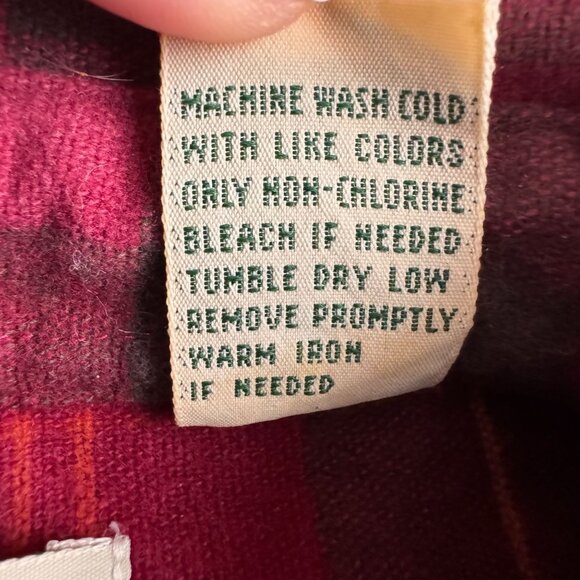 MACHINE WASH COLD
WITH LIKE COLORS
ONLY NON-CHLORINE
BLEACH IF NEEDED
TUMBLE DRY LOW
REMOVE PROMPTLY
WARM IRON
IF NEEDED